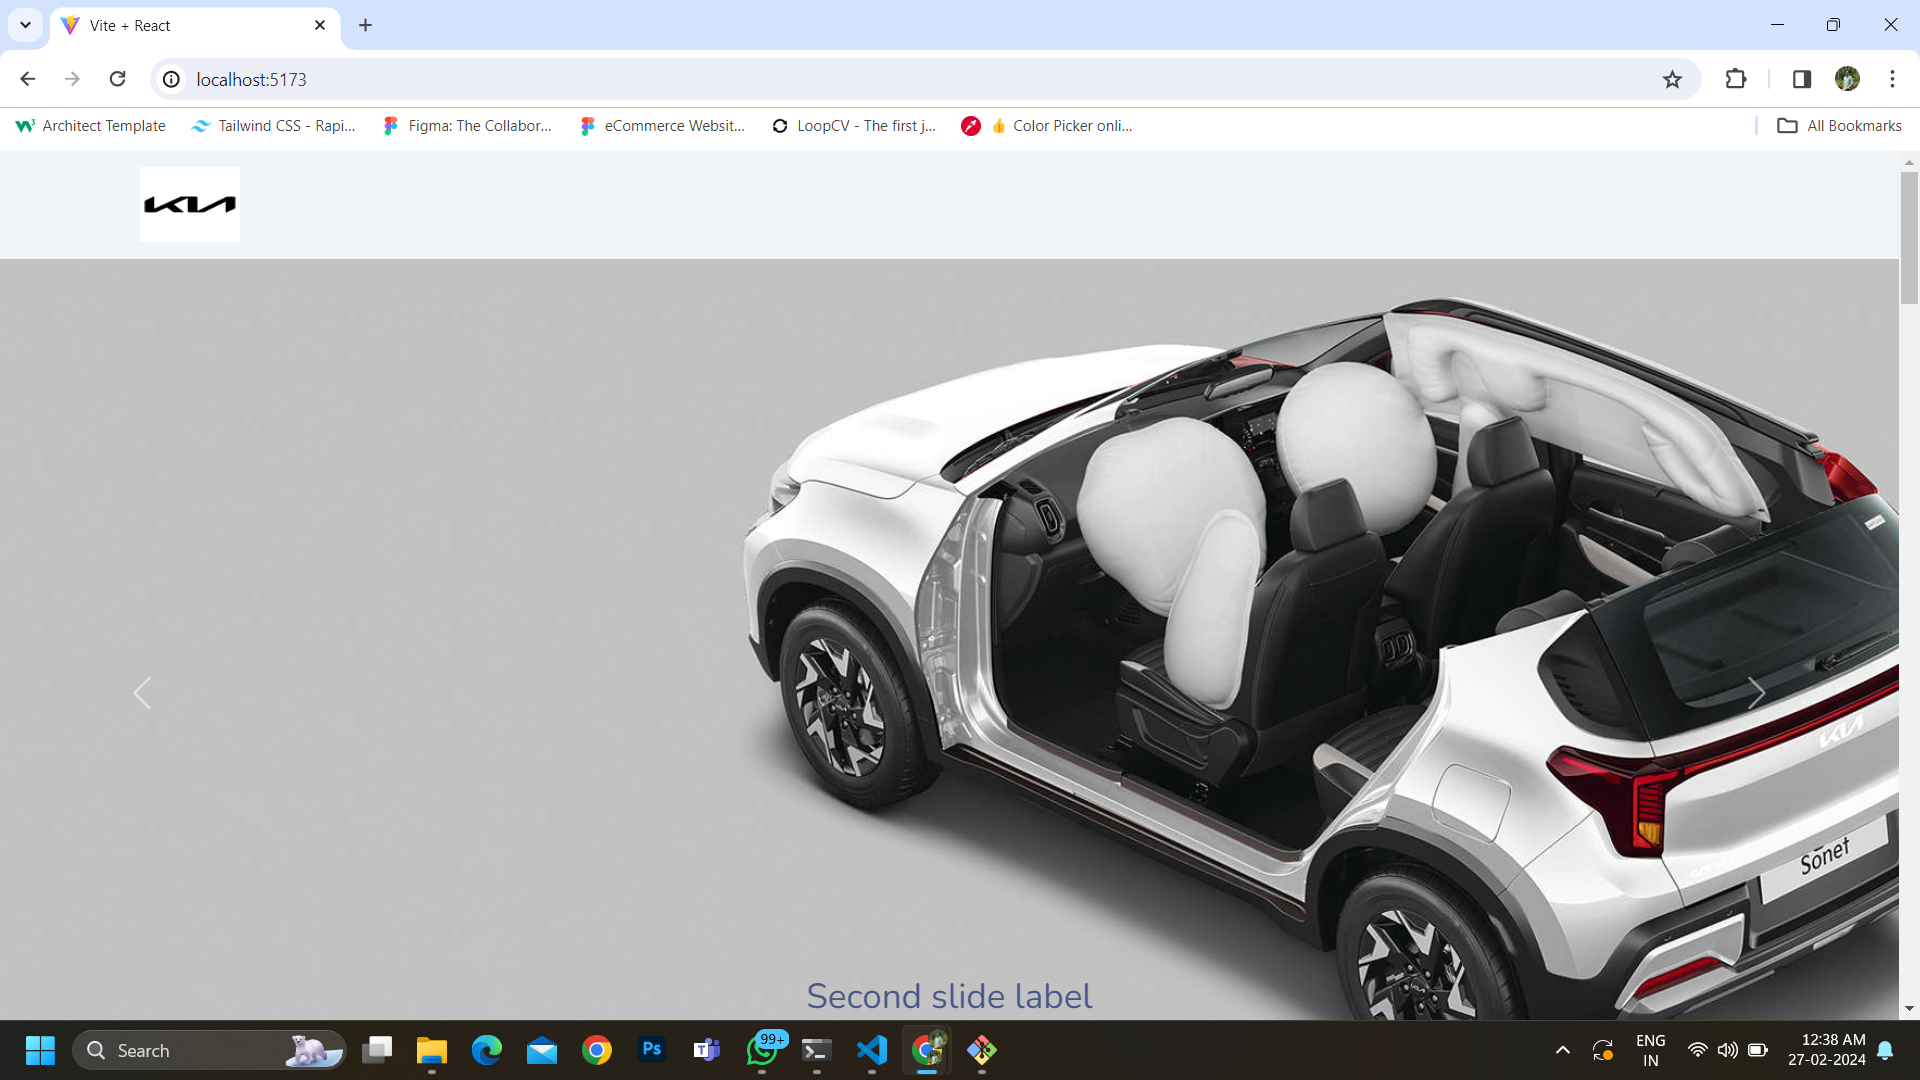 Vite + React
localhost:5173
Architect Template
Tailwind CSS - Rapi...
Figma: The Collabor...
eCommerce Websit...
LoopCV - The first j...
👍 Color Picker onli...
All Bookmarks
KIA
Sonet
Second slide label
Search
Ps
99+
ENG
IN
12:38 AM
27-02-2024